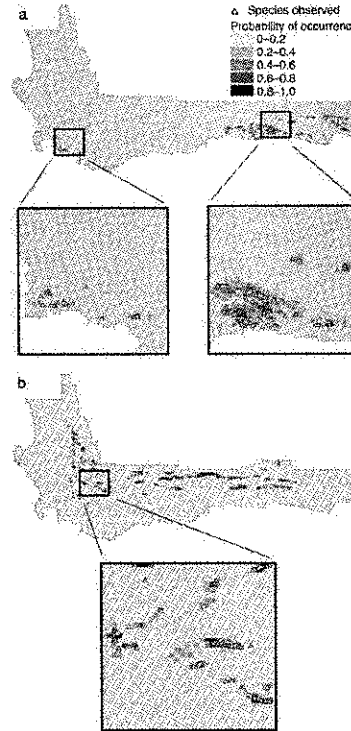 a
▵ Species observed
Probability of occurrenc
0–0.2
0.2–0.4
0.4–0.6
0.6–0.8
0.8–1.0
b